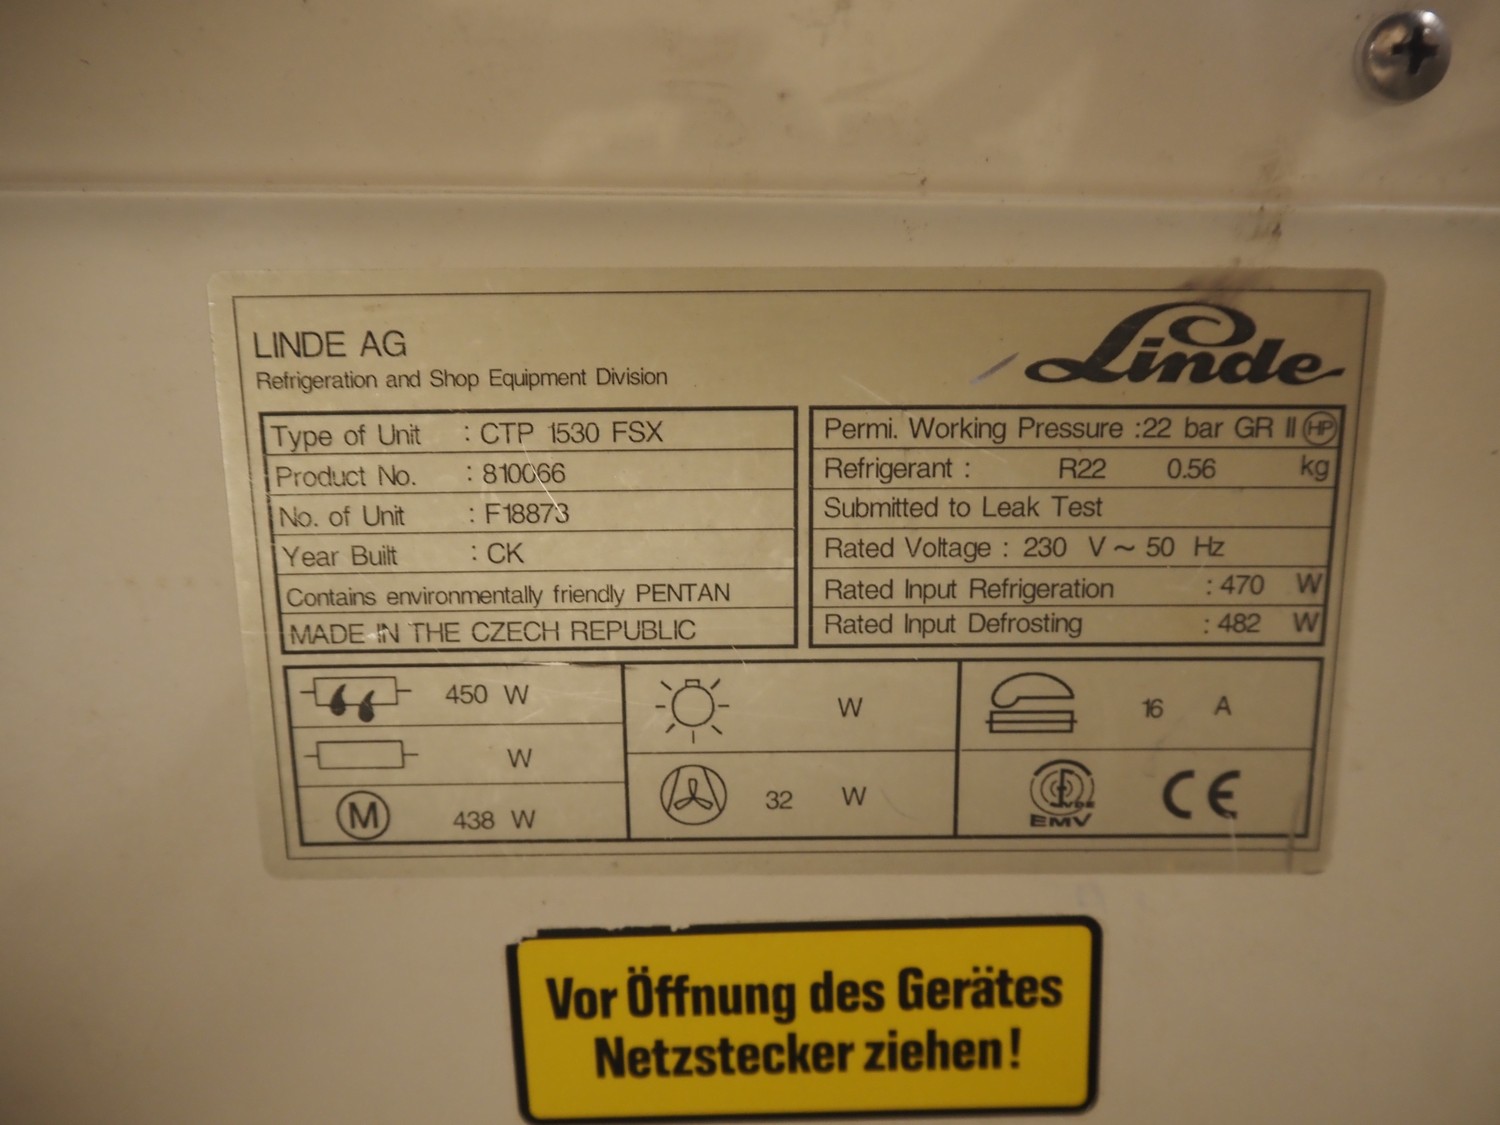 LINDE AG
Refrigeration and Shop Equipment Division
Linde
Type of Unit : CTP 1530 FSX
Product No. : 810066
No. of Unit : F18873
Year Built : CK
Contains environmentally friendly PENTAN
MADE IN THE CZECH REPUBLIC
Permi. Working Pressure :22 bar GR II HP
Refrigerant : R22 0.56 kg
Submitted to Leak Test
Rated Voltage : 230 V ~ 50 Hz
Rated Input Refrigeration : 470 W
Rated Input Defrosting : 482 W
450 W
W
M 438 W
W
32 W
16 A
VDE
EMV
CE
Vor Öffnung des Gerätes
Netzstecker ziehen!